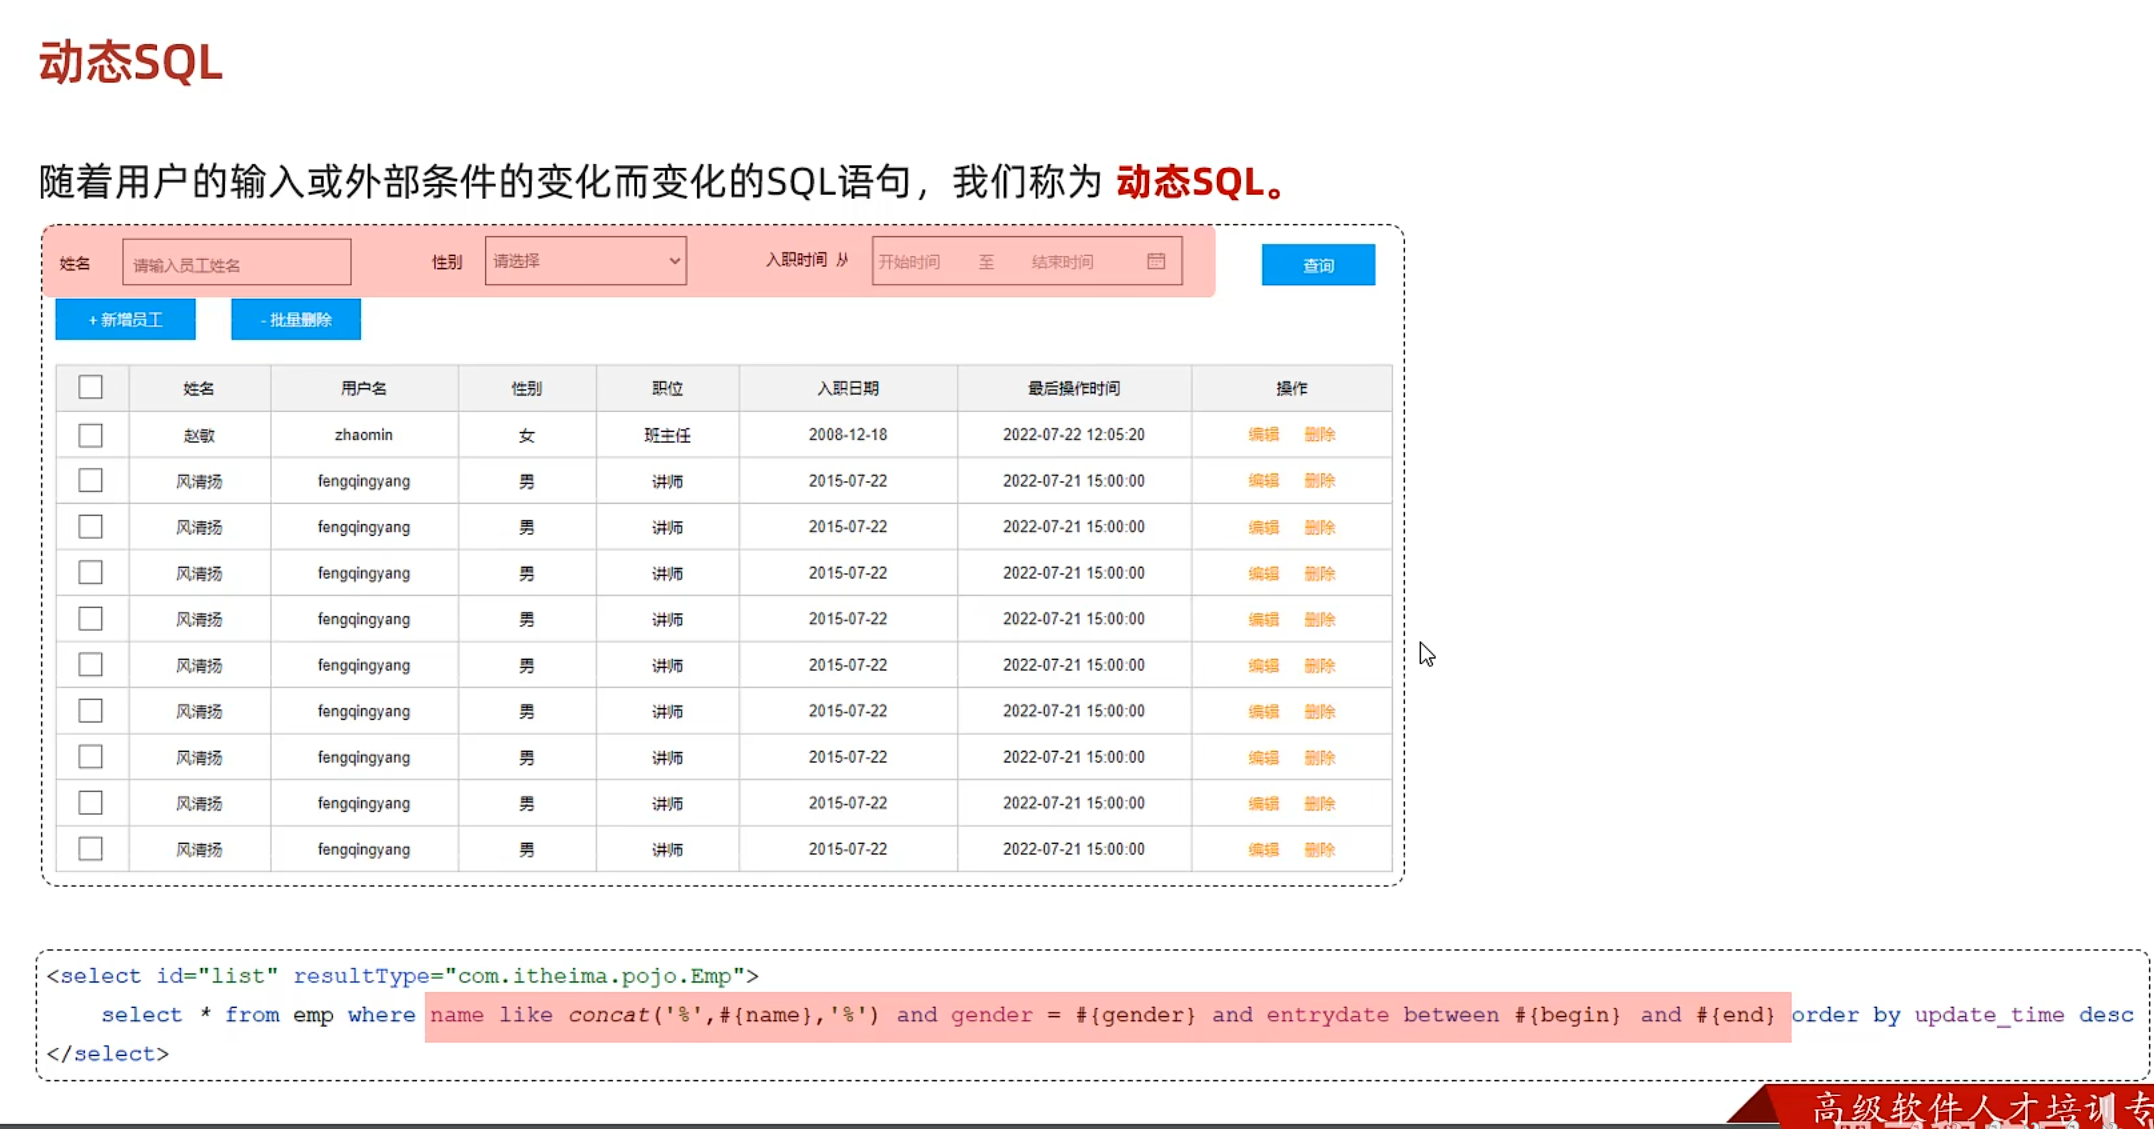 动态SQL
随着用户的输入或外部条件的变化而变化的SQL语句，我们称为 动态SQL。
姓名 请输入员工姓名 性别 请选择 入职时间 从 开始时间 至 结束时间 查询
+ 新增员工 - 批量删除
姓名 用户名 性别 职位 入职日期 最后操作时间 操作
赵敏 zhaomin 女 班主任 2008-12-18 2022-07-22 12:05:20 编辑 删除
风清扬 fengqingyang 男 讲师 2015-07-22 2022-07-21 15:00:00 编辑 删除
风清扬 fengqingyang 男 讲师 2015-07-22 2022-07-21 15:00:00 编辑 删除
风清扬 fengqingyang 男 讲师 2015-07-22 2022-07-21 15:00:00 编辑 删除
风清扬 fengqingyang 男 讲师 2015-07-22 2022-07-21 15:00:00 编辑 删除
风清扬 fengqingyang 男 讲师 2015-07-22 2022-07-21 15:00:00 编辑 删除
风清扬 fengqingyang 男 讲师 2015-07-22 2022-07-21 15:00:00 编辑 删除
风清扬 fengqingyang 男 讲师 2015-07-22 2022-07-21 15:00:00 编辑 删除
风清扬 fengqingyang 男 讲师 2015-07-22 2022-07-21 15:00:00 编辑 删除
风清扬 fengqingyang 男 讲师 2015-07-22 2022-07-21 15:00:00 编辑 删除
<select id="list" resultType="com.itheima.pojo.Emp">
select * from emp where name like concat('%',#{name},'%') and gender = #{gender} and entrydate between #{begin} and #{end} order by update_time desc
</select>
高级软件人才培训专